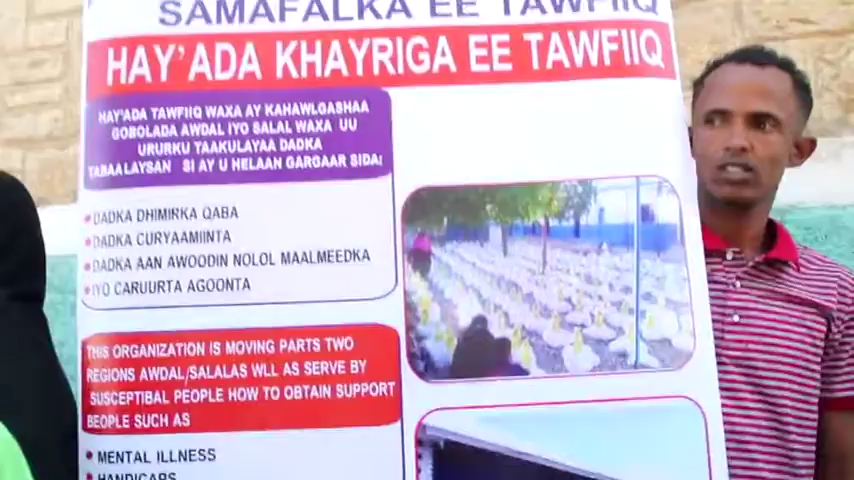 SAMAFALKA EE TAWFIIQ
HAY'ADA KHAYRIGA EE TAWFIIQ
HAY'ADA TAWFIIQ WAXA AY KAHAWLGASHAA
GOBOLADA AWDAL IYO SALAL WAXA UU
URURKU TAAKULAYAA DADKA
TABAALAYSAN SI AY U HELAAN GARGAAR SIDA:
DADKA DHIMIRKA QABA
DADKA CURYAAMIINTA
DADKA AAN AWOODIN NOLOL MAALMEEDKA
IYO CARUURTA AGOONTA
THIS ORGANIZATION IS MOVING PARTS TWO
REGIONS AWDAL/SALALAS WLL AS SERVE BY
SUSCEPTIBAL PEOPLE HOW TO OBTAIN SUPPORT
BEOPLE SUCH AS
MENTAL ILLNESS
HANDICAPS